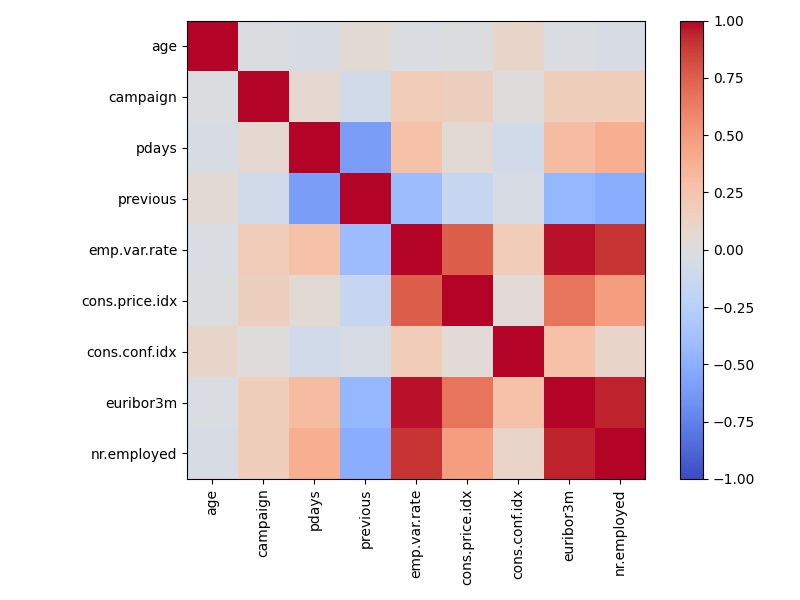 age
campaign
pdays
previous
emp.var.rate
cons.price.idx
cons.conf.idx
euribor3m
nr.employed
age
campaign
pdays
previous
emp.var.rate
cons.price.idx
cons.conf.idx
euribor3m
nr.employed
1.00
0.75
0.50
0.25
0.00
−0.25
−0.50
−0.75
−1.00